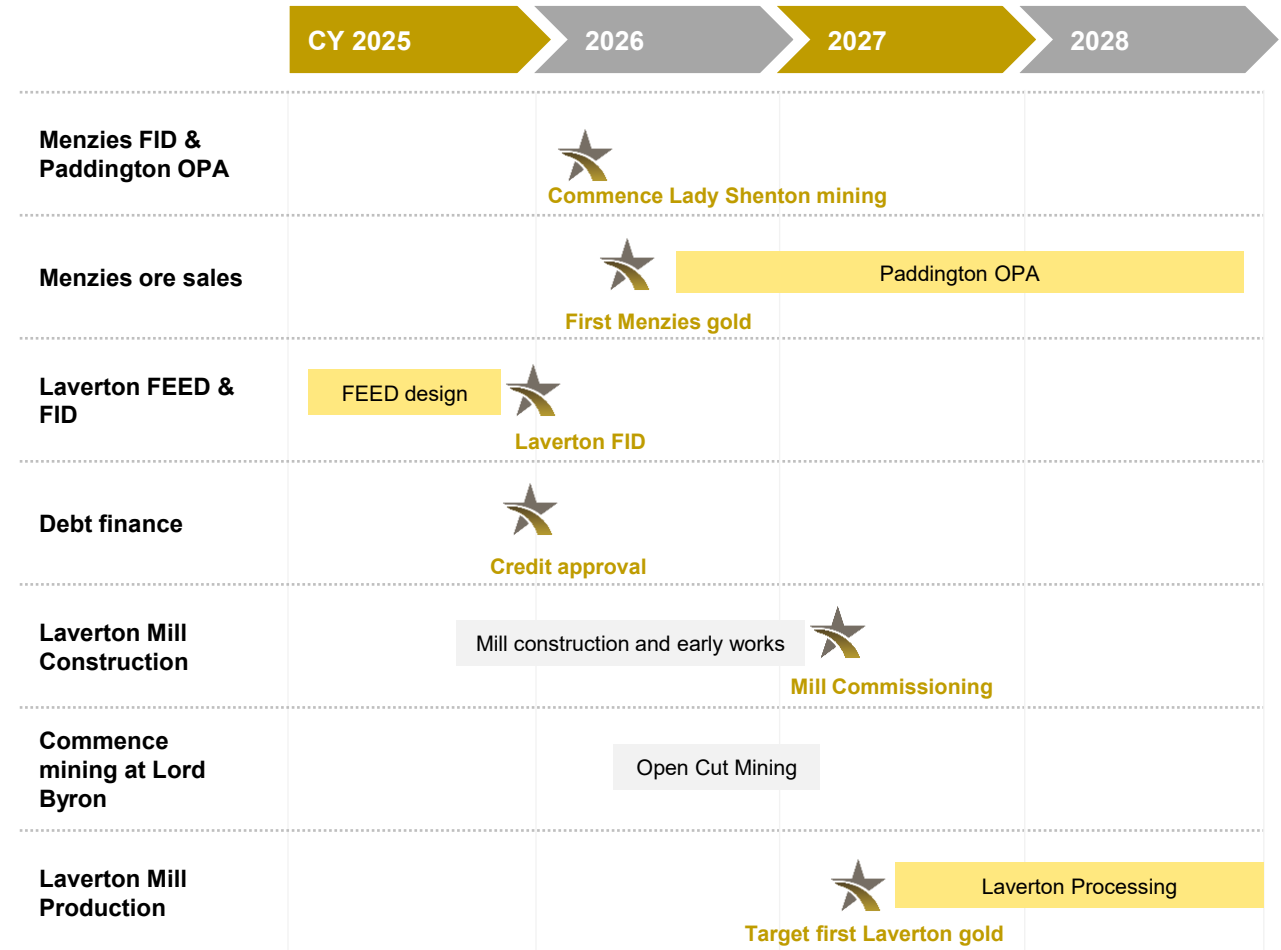 CY 2025
2026
2027
2028
Menzies FID &
Paddington OPA
Commence Lady Shenton mining
Menzies ore sales
Paddington OPA
First Menzies gold
Laverton FEED &
FID
FEED design
Laverton FID
Debt finance
Credit approval
Laverton Mill
Construction
Mill construction and early works
Mill Commissioning
Commence
mining at Lord
Byron
Open Cut Mining
Laverton Mill
Production
Laverton Processing
Target first Laverton gold